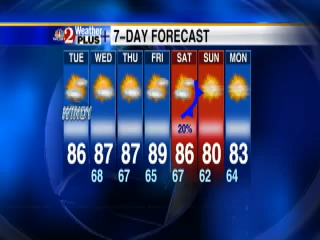 2 Weather PLUS+ 7-DAY FORECAST
TUE WED THU FRI SAT SUN MON
WINDY
20%
86 87 87 89 86 80 83
68 67 65 67 62 64